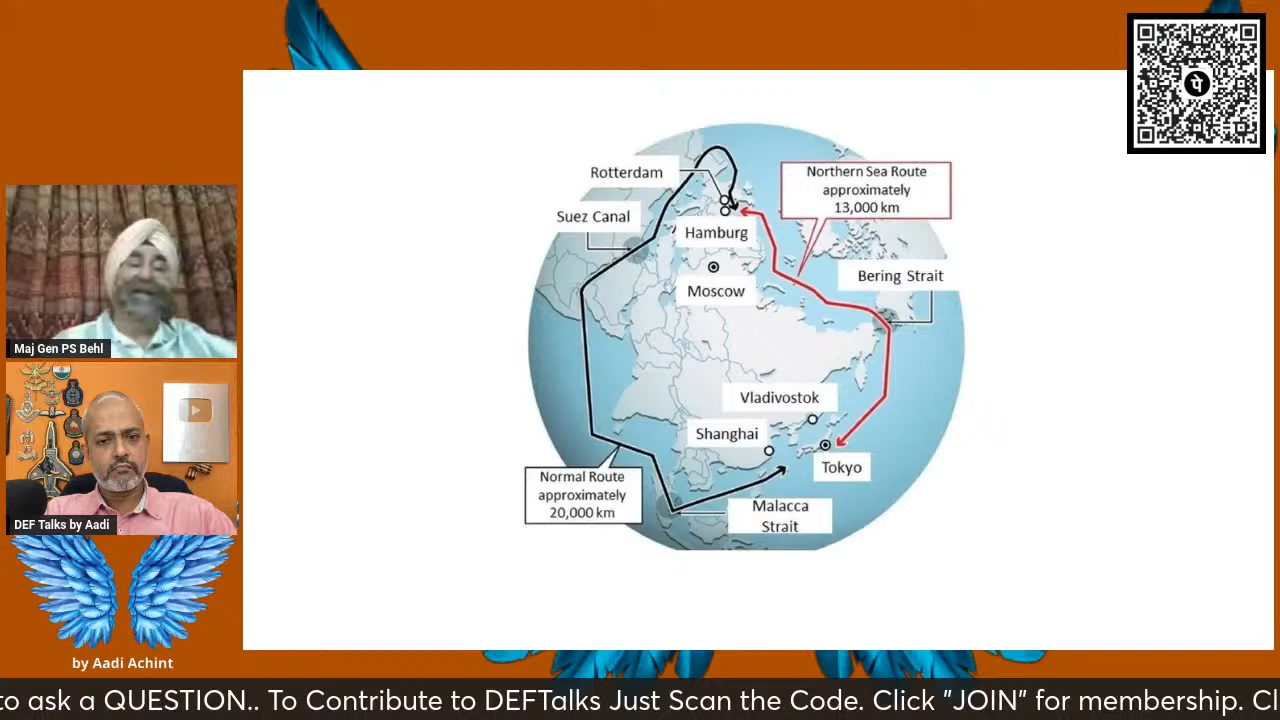 पे
Rotterdam
Suez Canal
Hamburg
Moscow
Northern Sea Route
approximately
13,000 km
Bering Strait
Vladivostok
Shanghai
Tokyo
Normal Route
approximately
20,000 km
Malacca
Strait
Maj Gen PS Behl
DEF Talks by Aadi
by Aadi Achint
to ask a QUESTION.. To Contribute to DEFTalks Just Scan the Code. Click "JOIN" for membership. Cl